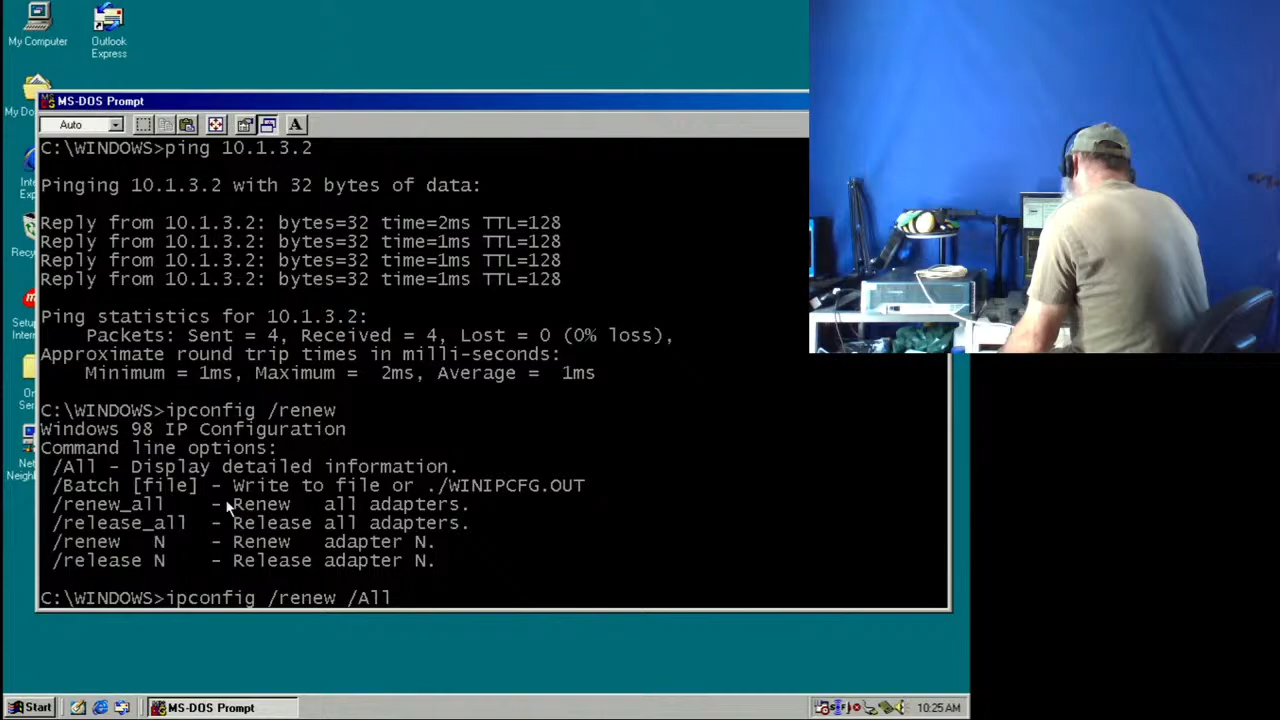 My Computer
Outlook
Express
MS-DOS Prompt
Auto
A
C:\WINDOWS>ping 10.1.3.2
Pinging 10.1.3.2 with 32 bytes of data:
Reply from 10.1.3.2: bytes=32 time=2ms TTL=128
Reply from 10.1.3.2: bytes=32 time=1ms TTL=128
Reply from 10.1.3.2: bytes=32 time=1ms TTL=128
Reply from 10.1.3.2: bytes=32 time=1ms TTL=128
Ping statistics for 10.1.3.2:
Packets: Sent = 4, Received = 4, Lost = 0 (0% loss),
Approximate round trip times in milli-seconds:
Minimum = 1ms, Maximum =  2ms, Average =  1ms
C:\WINDOWS>ipconfig /renew
Windows 98 IP Configuration
Command line options:
/All - Display detailed information.
/Batch [file] - Write to file or ./WINIPCFG.OUT
/renew_all    - Renew   all adapters.
/release_all  - Release all adapters.
/renew   N    - Renew   adapter N.
/release N    - Release adapter N.
C:\WINDOWS>ipconfig /renew /All
Start
MS-DOS Prompt
10:25 AM